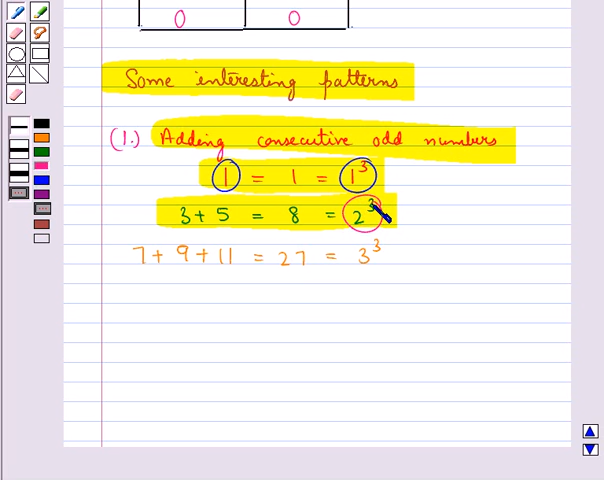 0 0
Some interesting patterns
(1.) Adding consecutive odd numbers
1 = 1 = 1³
3 + 5 = 8 = 2³
7 + 9 + 11 = 27 = 3³